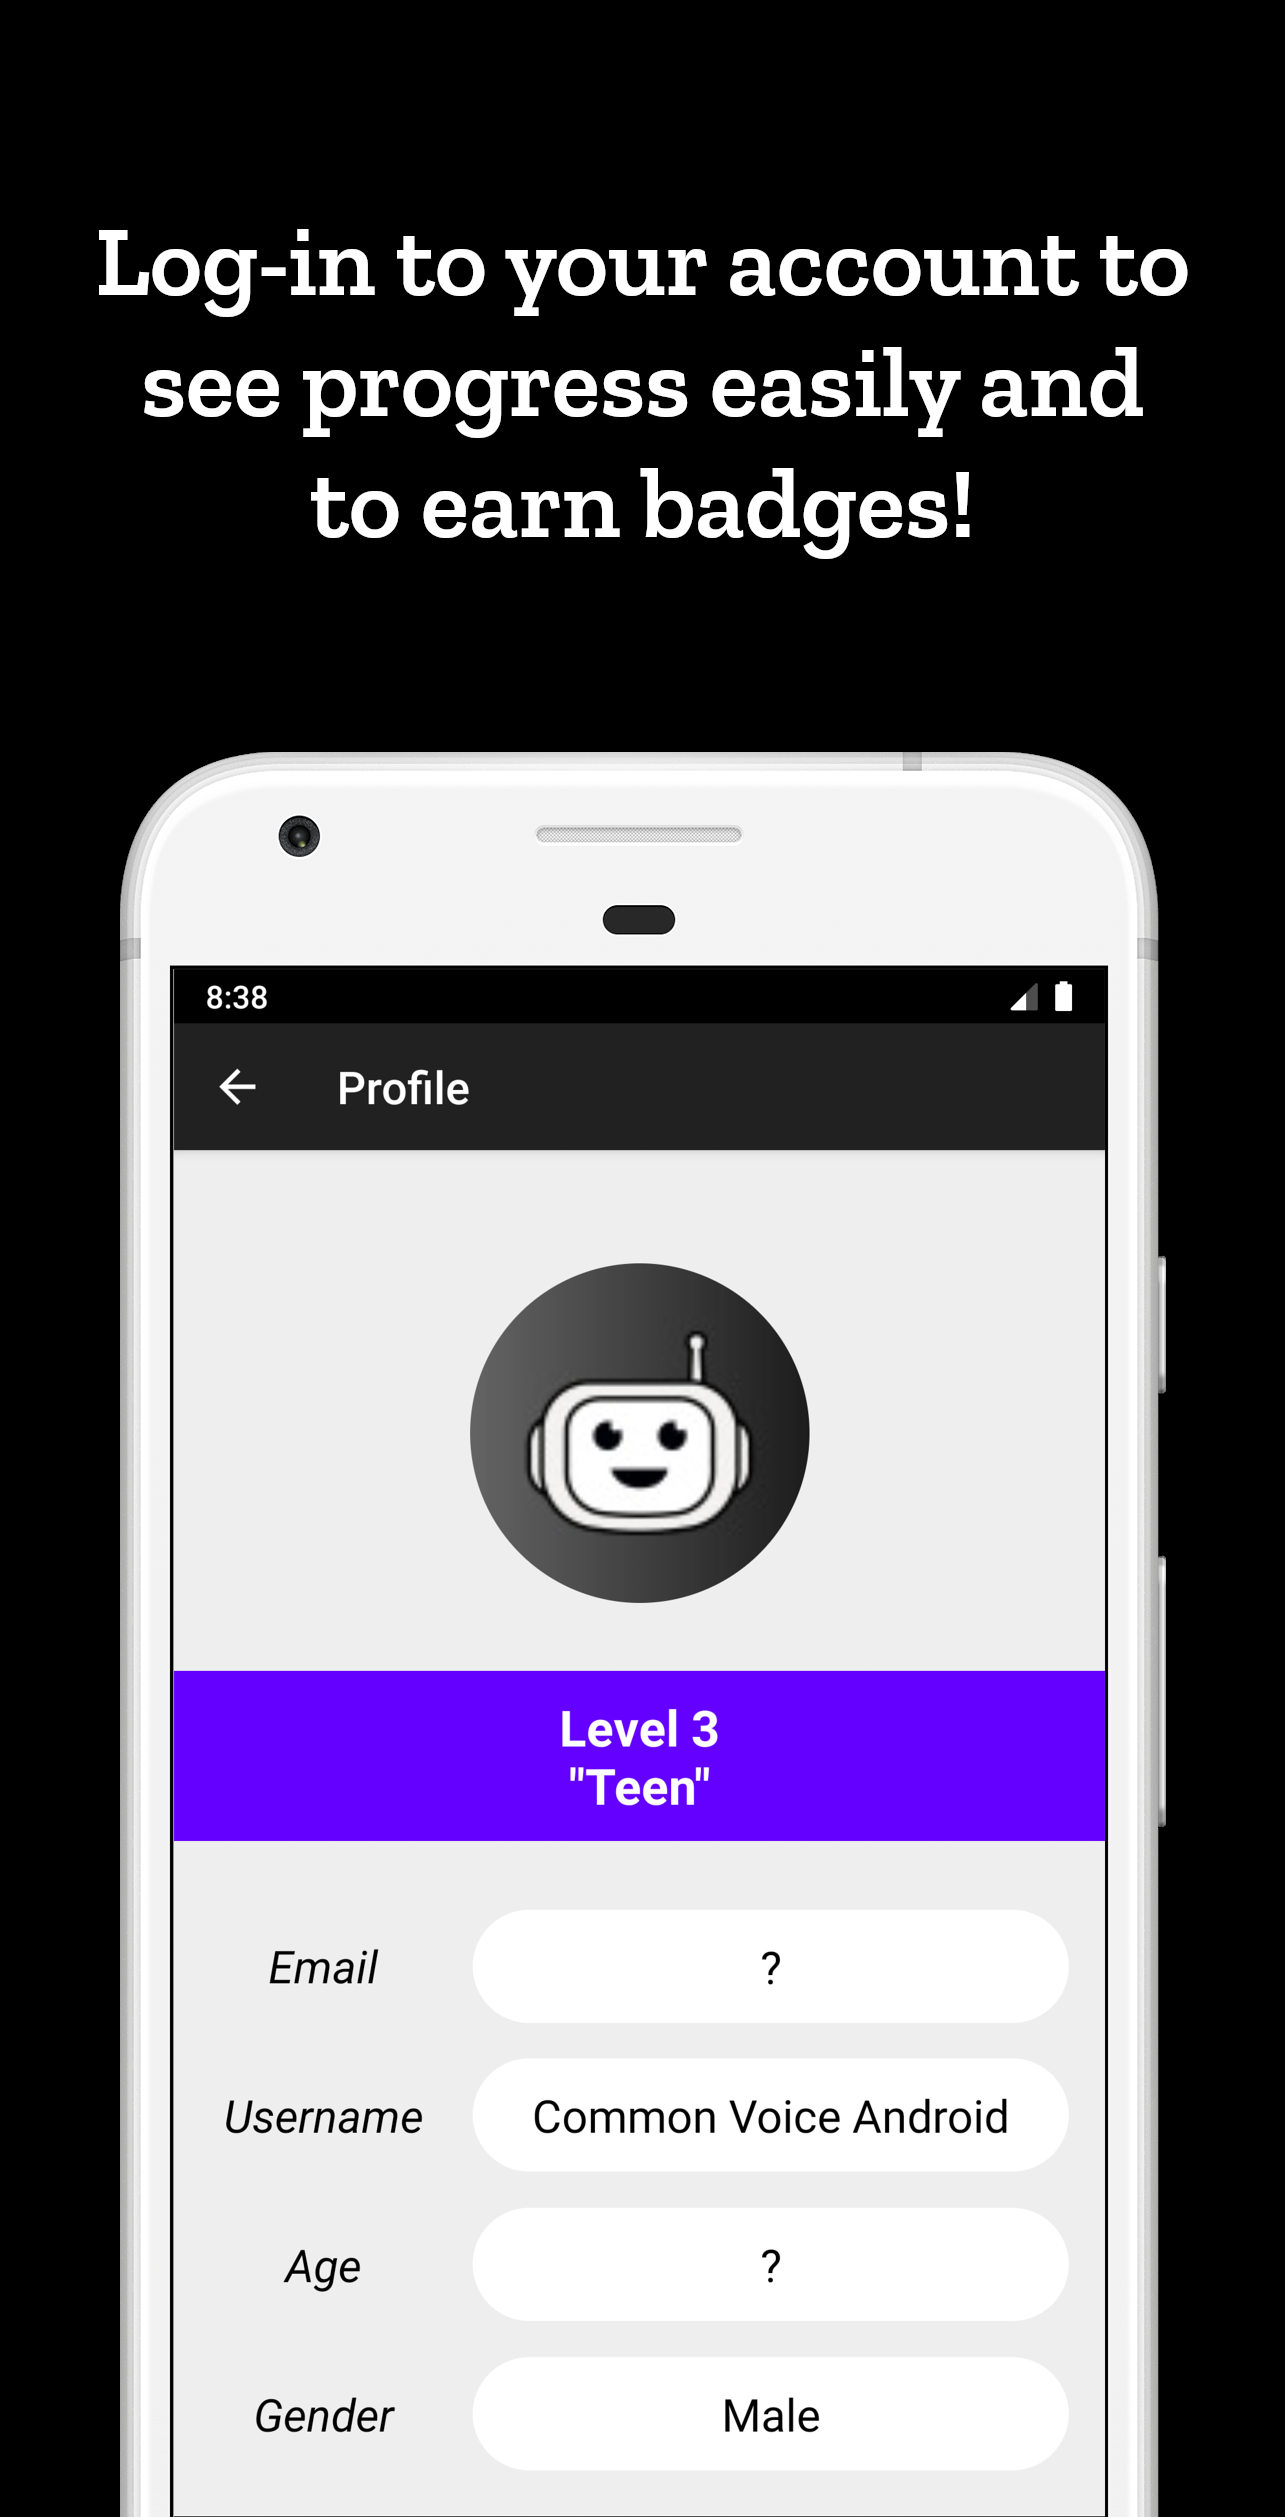 Log-in to your account to
see progress easily and
to earn badges!
8:38
Profile
Level 3
"Teen"
Email ?
Username Common Voice Android
Age ?
Gender Male